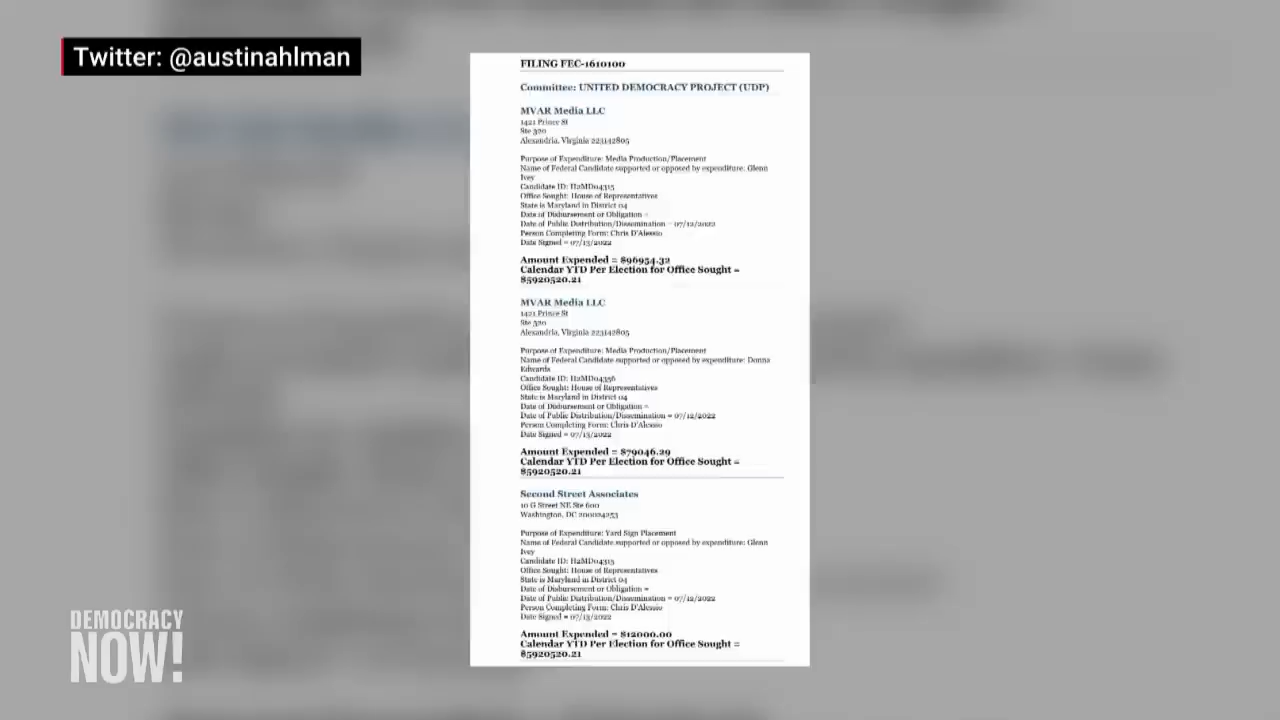 Twitter: @austinahlman
FILING FEC-1610100
Committee: UNITED DEMOCRACY PROJECT (UDP)
MVAR Media LLC
1421 Prince St
Ste 320
Alexandria, Virginia 223142805
Purpose of Expenditure: Media Production/Placement
Name of Federal Candidate supported or opposed by expenditure: Glenn
Ivey
Candidate ID: H2MD04315
Office Sought: House of Representatives
State is Maryland in District 04
Date of Disbursement or Obligation =
Date of Public Distribution/Dissemination = 07/12/2022
Person Completing Form: Chris D'Alessio
Date Signed = 07/13/2022
Amount Expended = $96954.32
Calendar YTD Per Election for Office Sought =
$5920520.21
MVAR Media LLC
1421 Prince St
Ste 320
Alexandria, Virginia 223142805
Purpose of Expenditure: Media Production/Placement
Name of Federal Candidate supported or opposed by expenditure: Donna
Edwards
Candidate ID: H2MD04356
Office Sought: House of Representatives
State is Maryland in District 04
Date of Disbursement or Obligation =
Date of Public Distribution/Dissemination = 07/12/2022
Person Completing Form: Chris D'Alessio
Date Signed = 07/13/2022
Amount Expended = $79046.29
Calendar YTD Per Election for Office Sought =
$5920520.21
Second Street Associates
10 G Street NE Ste 600
Washington, DC 200024253
Purpose of Expenditure: Yard Sign Placement
Name of Federal Candidate supported or opposed by expenditure: Glenn
Ivey
Candidate ID: H2MD04315
Office Sought: House of Representatives
State is Maryland in District 04
Date of Disbursement or Obligation =
Date of Public Distribution/Dissemination = 07/12/2022
Person Completing Form: Chris D'Alessio
Date Signed = 07/13/2022
Amount Expended = $12000.00
Calendar YTD Per Election for Office Sought =
$5920520.21
DEMOCRACY
NOW!